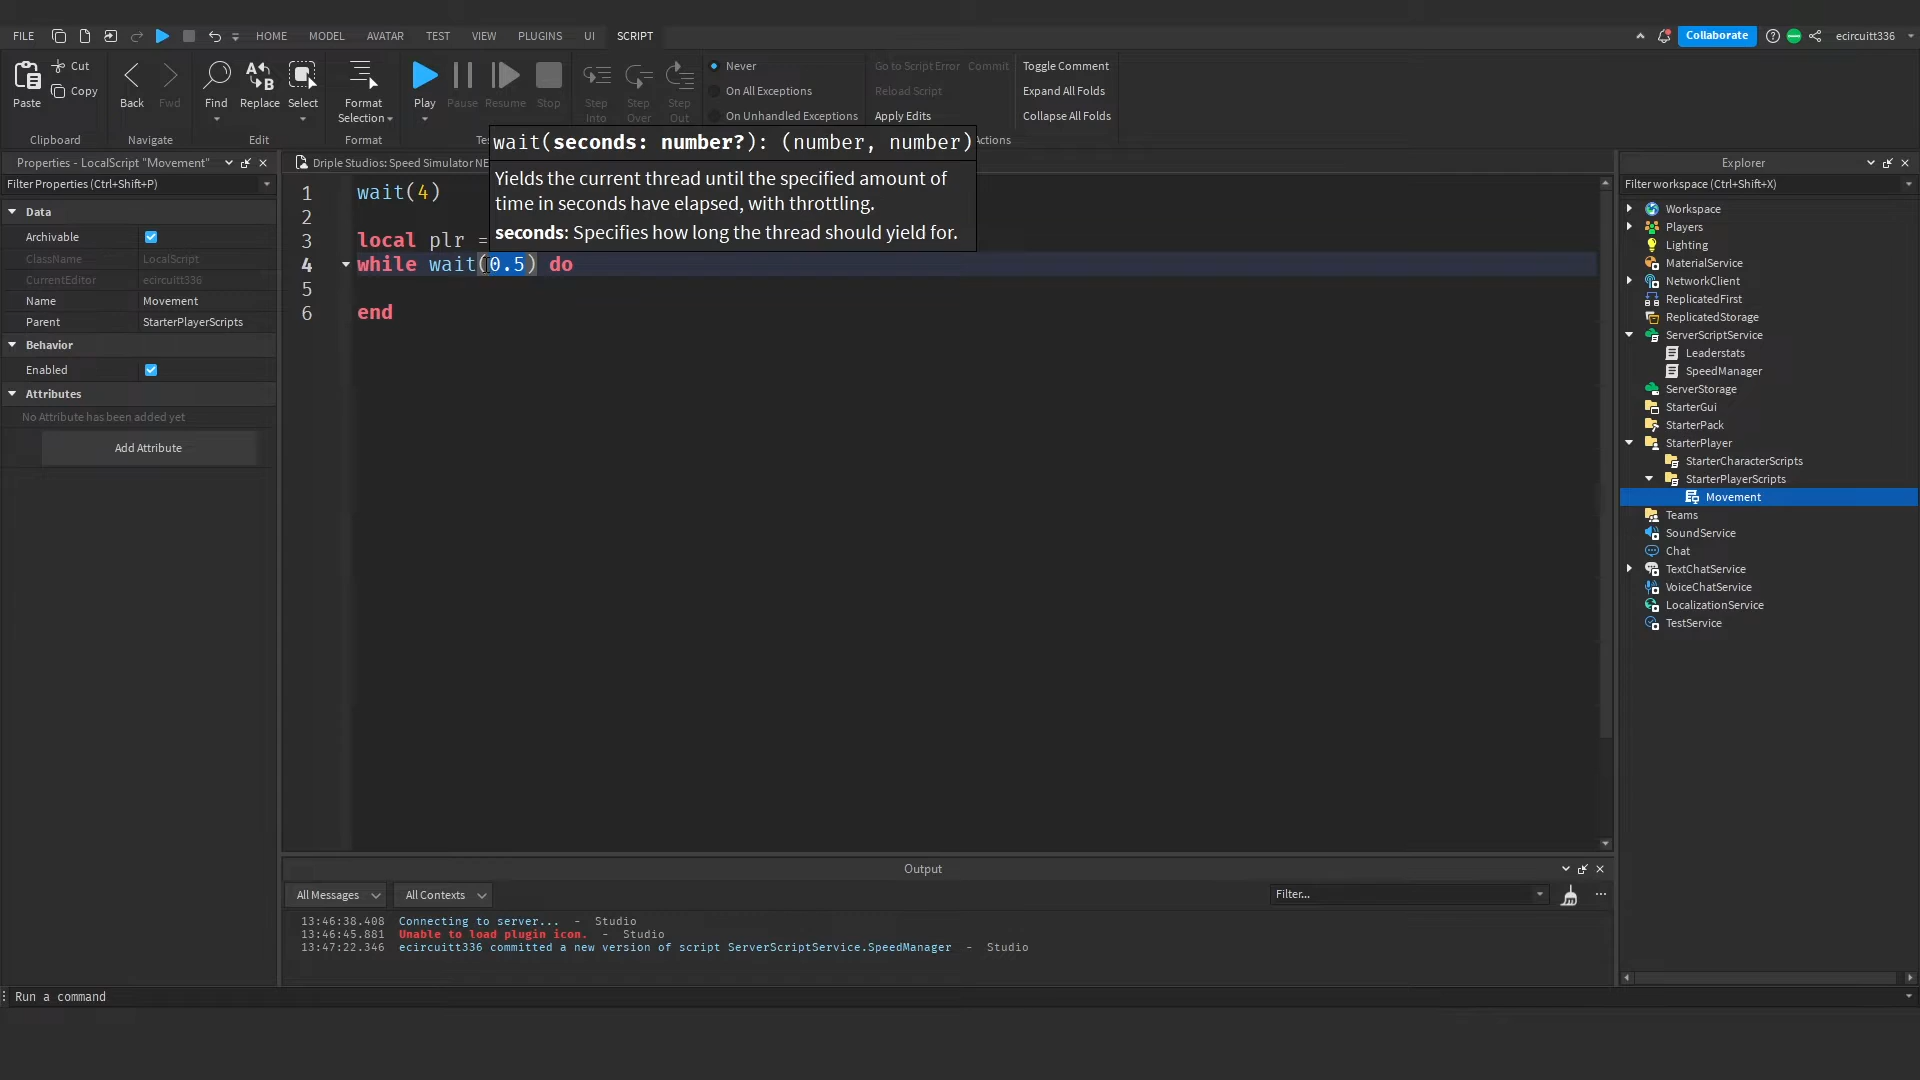 FILE HOME MODEL AVATAR TEST VIEW PLUGINS UI SCRIPT Collaborate ecircuitt336
Paste Cut Copy Back Fwd Find Replace Select Format Selection Play Pause Resume Stop Step Into Step Over Step Out
Never Go to Script Error Commit Toggle Comment
On All Exceptions Reload Script Expand All Folds
On Unhandled Exceptions Apply Edits Collapse All Folds
Clipboard Navigate Edit Format Tes ctions
wait(seconds: number?): (number, number)
Yields the current thread until the specified amount of
time in seconds have elapsed, with throttling.
seconds: Specifies how long the thread should yield for.
Properties - LocalScript "Movement"
Filter Properties (Ctrl+Shift+P)
Data
Archivable
ClassName LocalScript
CurrentEditor ecircuitt336
Name Movement
Parent StarterPlayerScripts
Behavior
Enabled
Attributes
No Attribute has been added yet
Add Attribute
Driple Studios: Speed Simulator NE
1 wait(4)
2
3 local plr =
4 while wait(0.5) do
5
6 end
Explorer
Filter workspace (Ctrl+Shift+X)
Workspace
Players
Lighting
MaterialService
NetworkClient
ReplicatedFirst
ReplicatedStorage
ServerScriptService
Leaderstats
SpeedManager
ServerStorage
StarterGui
StarterPack
StarterPlayer
StarterCharacterScripts
StarterPlayerScripts
Movement
Teams
SoundService
Chat
TextChatService
VoiceChatService
LocalizationService
TestService
Output
All Messages All Contexts Filter...
13:46:38.408 Connecting to server... - Studio
13:46:45.881 Unable to load plugin icon. - Studio
13:47:22.346 ecircuitt336 committed a new version of script ServerScriptService.SpeedManager - Studio
Run a command